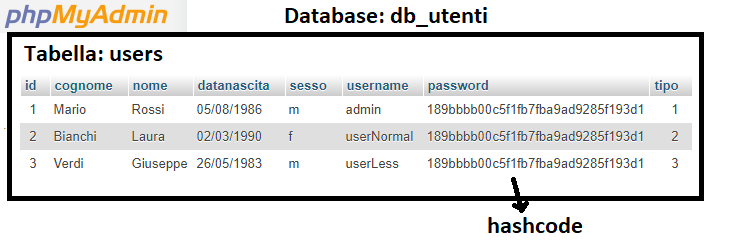 phpMyAdmin Database: db_utenti
Tabella: users
id cognome nome datanascita sesso username password tipo
1 Mario Rossi 05/08/1986 m admin 189bbbb00c5f1fb7fba9ad9285f193d1 1
2 Bianchi Laura 02/03/1990 f userNormal 189bbbb00c5f1fb7fba9ad9285f193d1 2
3 Verdi Giuseppe 26/05/1983 m userLess 189bbbb00c5f1fb7fba9ad9285f193d1 3
hashcode